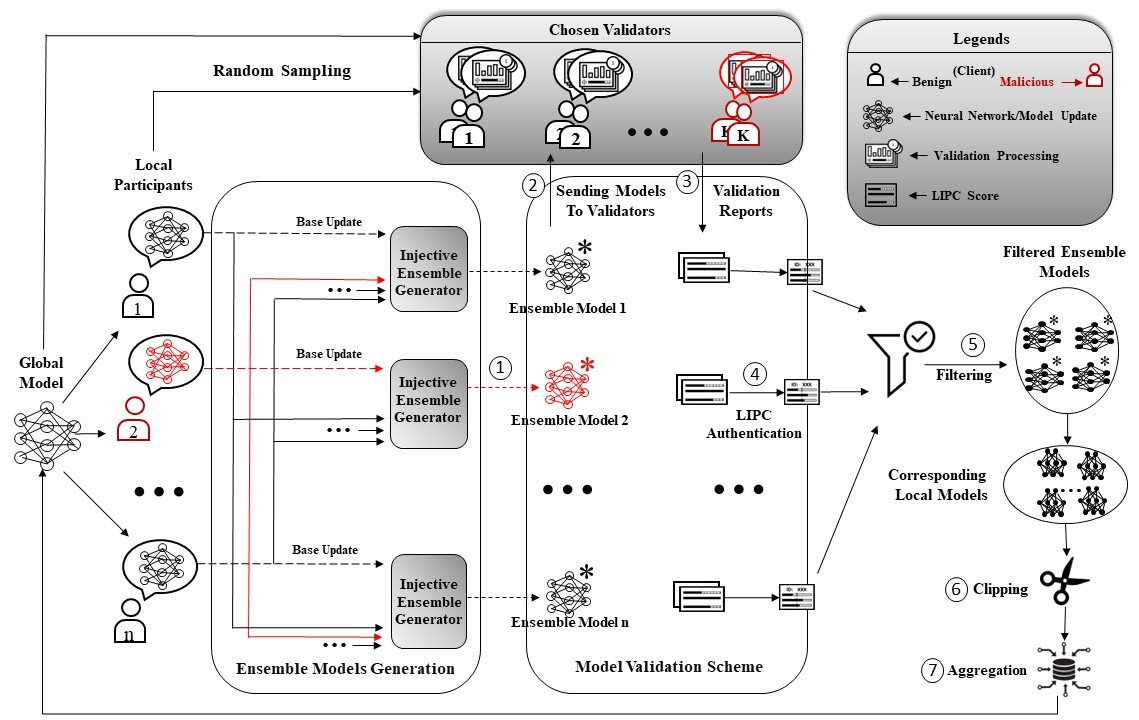 Chosen Validators
Random Sampling
1
2
K
K
Legends
Benign
(Client)
Malicious
Neural Network/Model Update
Validation Processing
LIPC Score
Local
Participants
2
Sending Models
To Validators
3
Validation
Reports
Base Update
Injective
Ensemble
Generator
1
Ensemble Model 1
ID: XXX
Filtered Ensemble
Models
Global
Model
Base Update
Injective
Ensemble
Generator
2
1
Ensemble Model 2
4
ID: XXX
LIPC
Authentication
5
Filtering
Corresponding
Local Models
Base Update
Injective
Ensemble
Generator
n
Ensemble Model n
ID: XXX
6 Clipping
Ensemble Models Generation
Model Validation Scheme
7 Aggregation